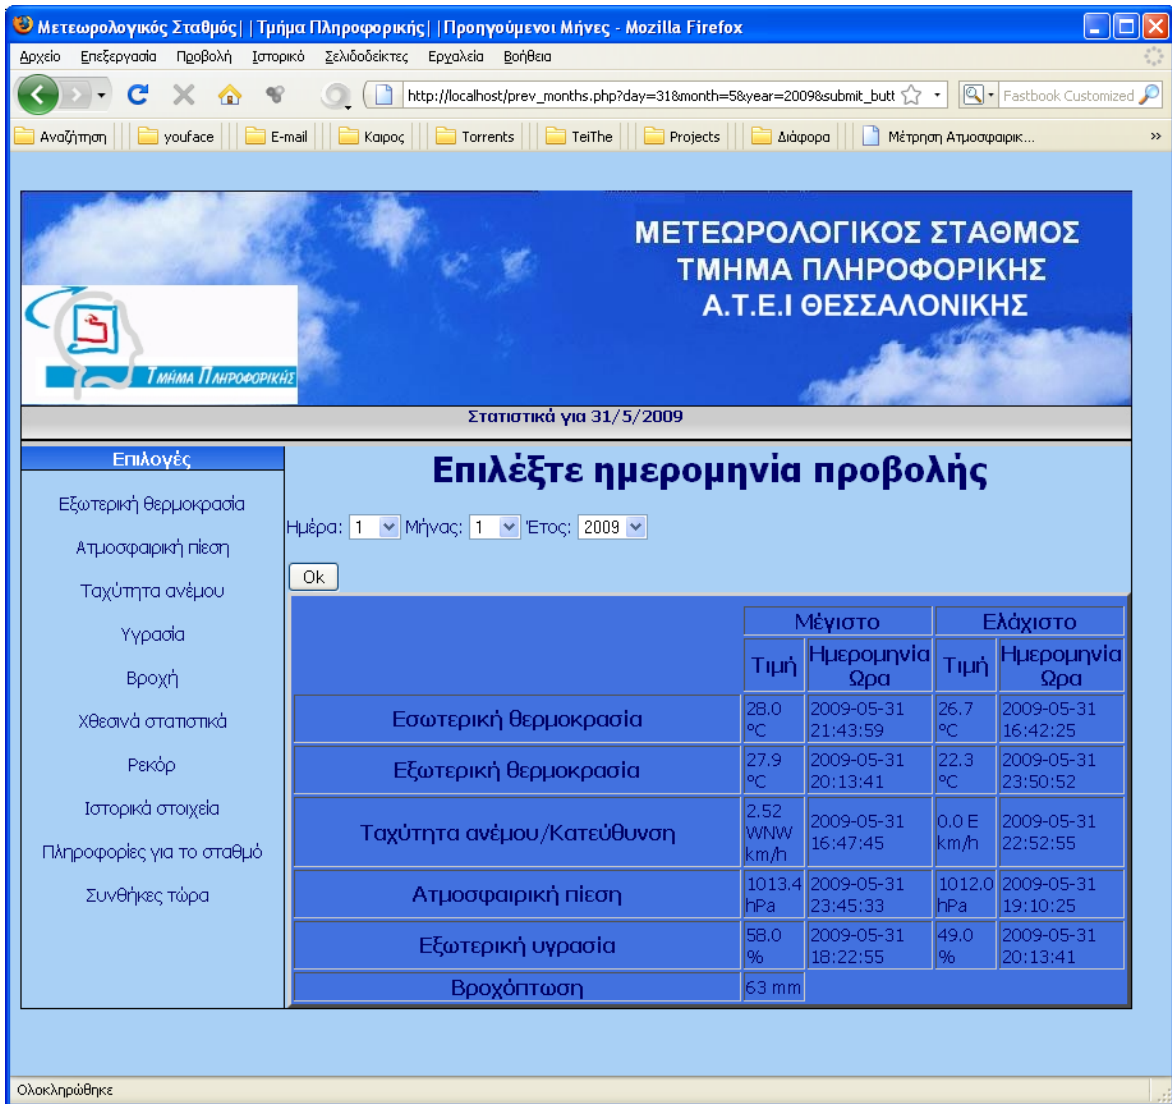 Μετεωρολογικός Σταθμός| |Τμήμα Πληροφορικής| |Προηγούμενοι Μήνες - Mozilla Firefox
Αρχείο Επεξεργασία Προβολή Ιστορικό Σελιδοδείκτες Εργαλεία Βοήθεια
http://localhost/prev_months.php?day=31&month=5&year=2009&submit_butt Fastbook Customized
Αναζήτηση youface E-mail Καιρος Torrents TeiThe Projects Διάφορα Μέτρηση Ατμοσφαιρικ... »
ΜΕΤΕΩΡΟΛΟΓΙΚΟΣ ΣΤΑΘΜΟΣ
ΤΜΗΜΑ ΠΛΗΡΟΦΟΡΙΚΗΣ
Α.Τ.Ε.Ι ΘΕΣΣΑΛΟΝΙΚΗΣ
ΤΜΗΜΑ ΠΛΗΡΟΦΟΡΙΚΗΣ
Στατιστικά για 31/5/2009
Επιλογές
Εξωτερική θερμοκρασία
Ατμοσφαιρική πίεση
Ταχύτητα ανέμου
Υγρασία
Βροχή
Χθεσινά στατιστικά
Ρεκόρ
Ιστορικά στοιχεία
Πληροφορίες για το σταθμό
Συνθήκες τώρα
Επιλέξτε ημερομηνία προβολής
Ημέρα: 1 Μήνας: 1 Έτος: 2009
Ok
Μέγιστο Ελάχιστο
Τιμή Ημερομηνία Ωρα Τιμή Ημερομηνία Ωρα
Εσωτερική θερμοκρασία 28.0 °C 2009-05-31 21:43:59 26.7 °C 2009-05-31 16:42:25
Εξωτερική θερμοκρασία 27.9 °C 2009-05-31 20:13:41 22.3 °C 2009-05-31 23:50:52
Ταχύτητα ανέμου/Κατεύθυνση 2.52 WNW km/h 2009-05-31 16:47:45 0.0 E km/h 2009-05-31 22:52:55
Ατμοσφαιρική πίεση 1013.4 hPa 2009-05-31 23:45:33 1012.0 hPa 2009-05-31 19:10:25
Εξωτερική υγρασία 58.0 % 2009-05-31 18:22:55 49.0 % 2009-05-31 20:13:41
Βροχόπτωση 63 mm
Ολοκληρώθηκε